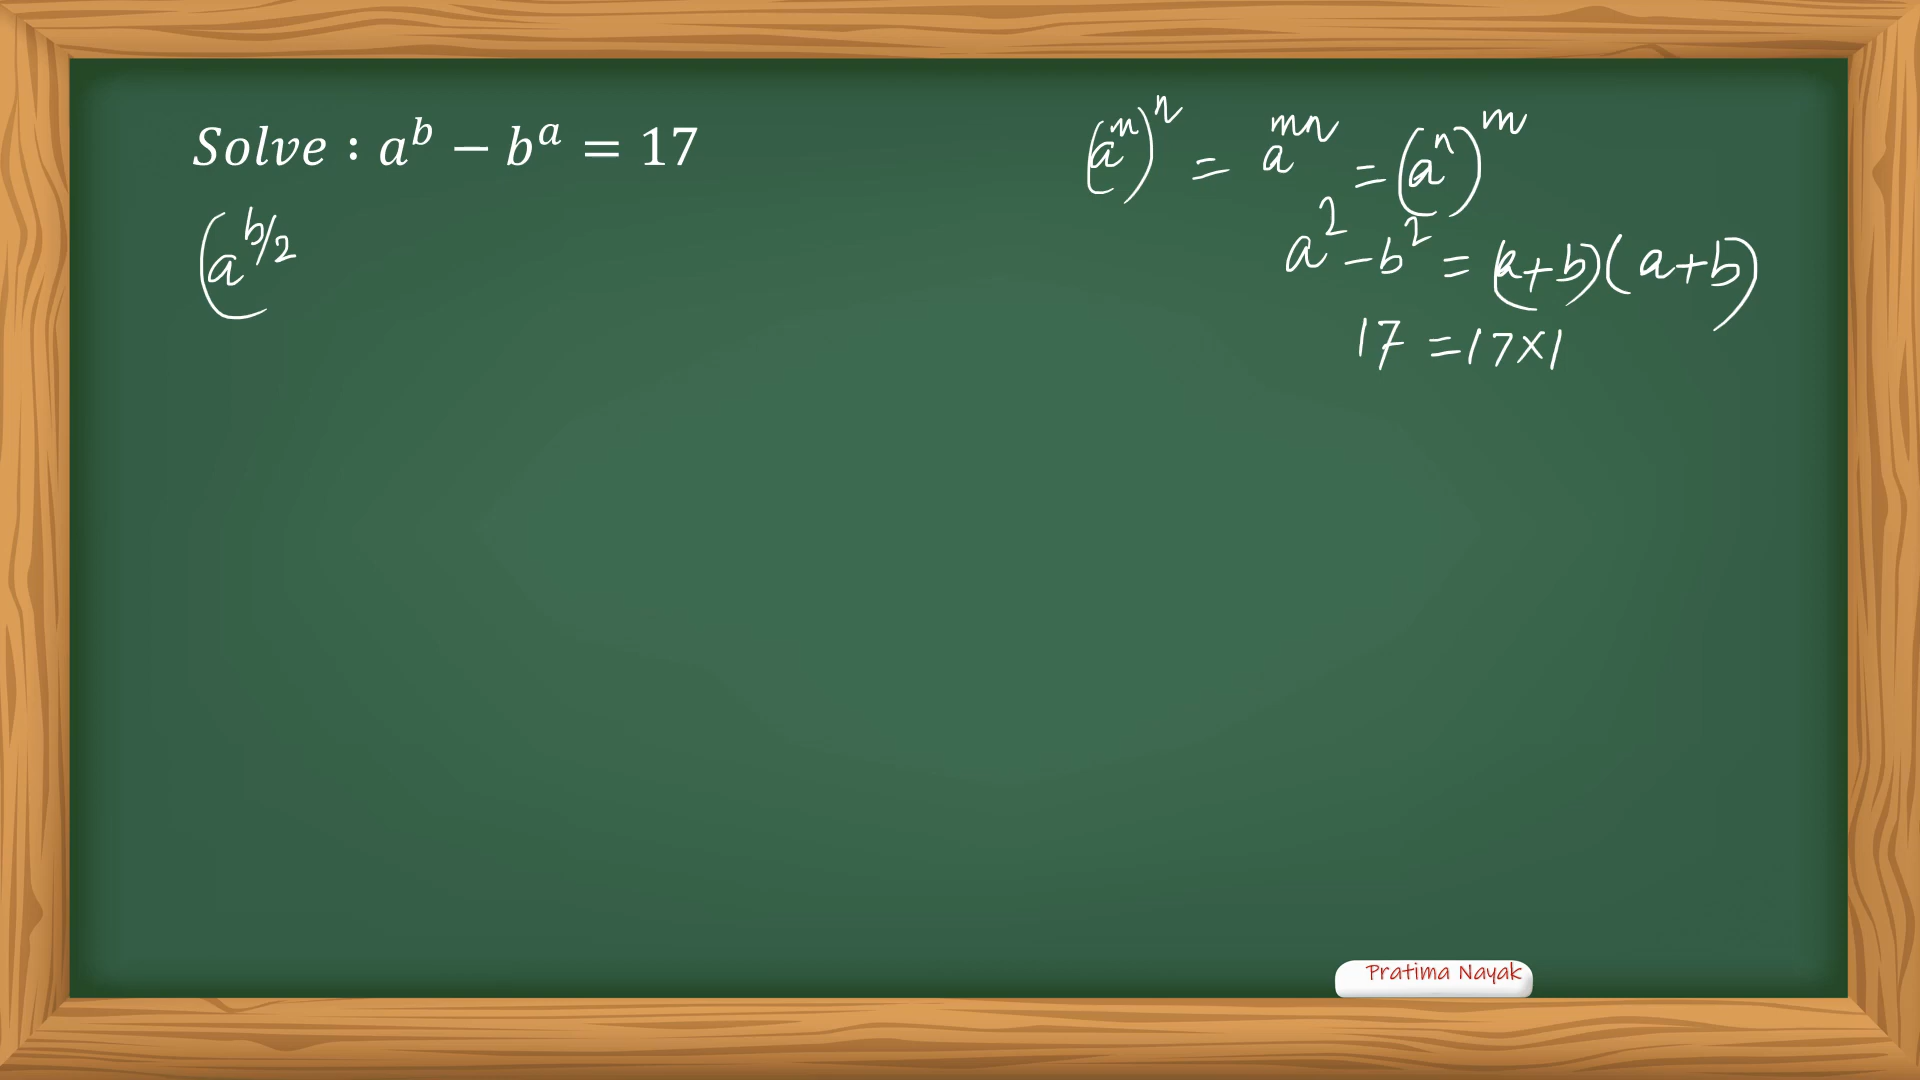 Solve : a^b − b^a = 17
(a^{b/2}
(a^m)^n = a^{mn} = (a^n)^m
a^2 − b^2 = (a+b)(a+b)
17 = 17×1
Pratima Nayak